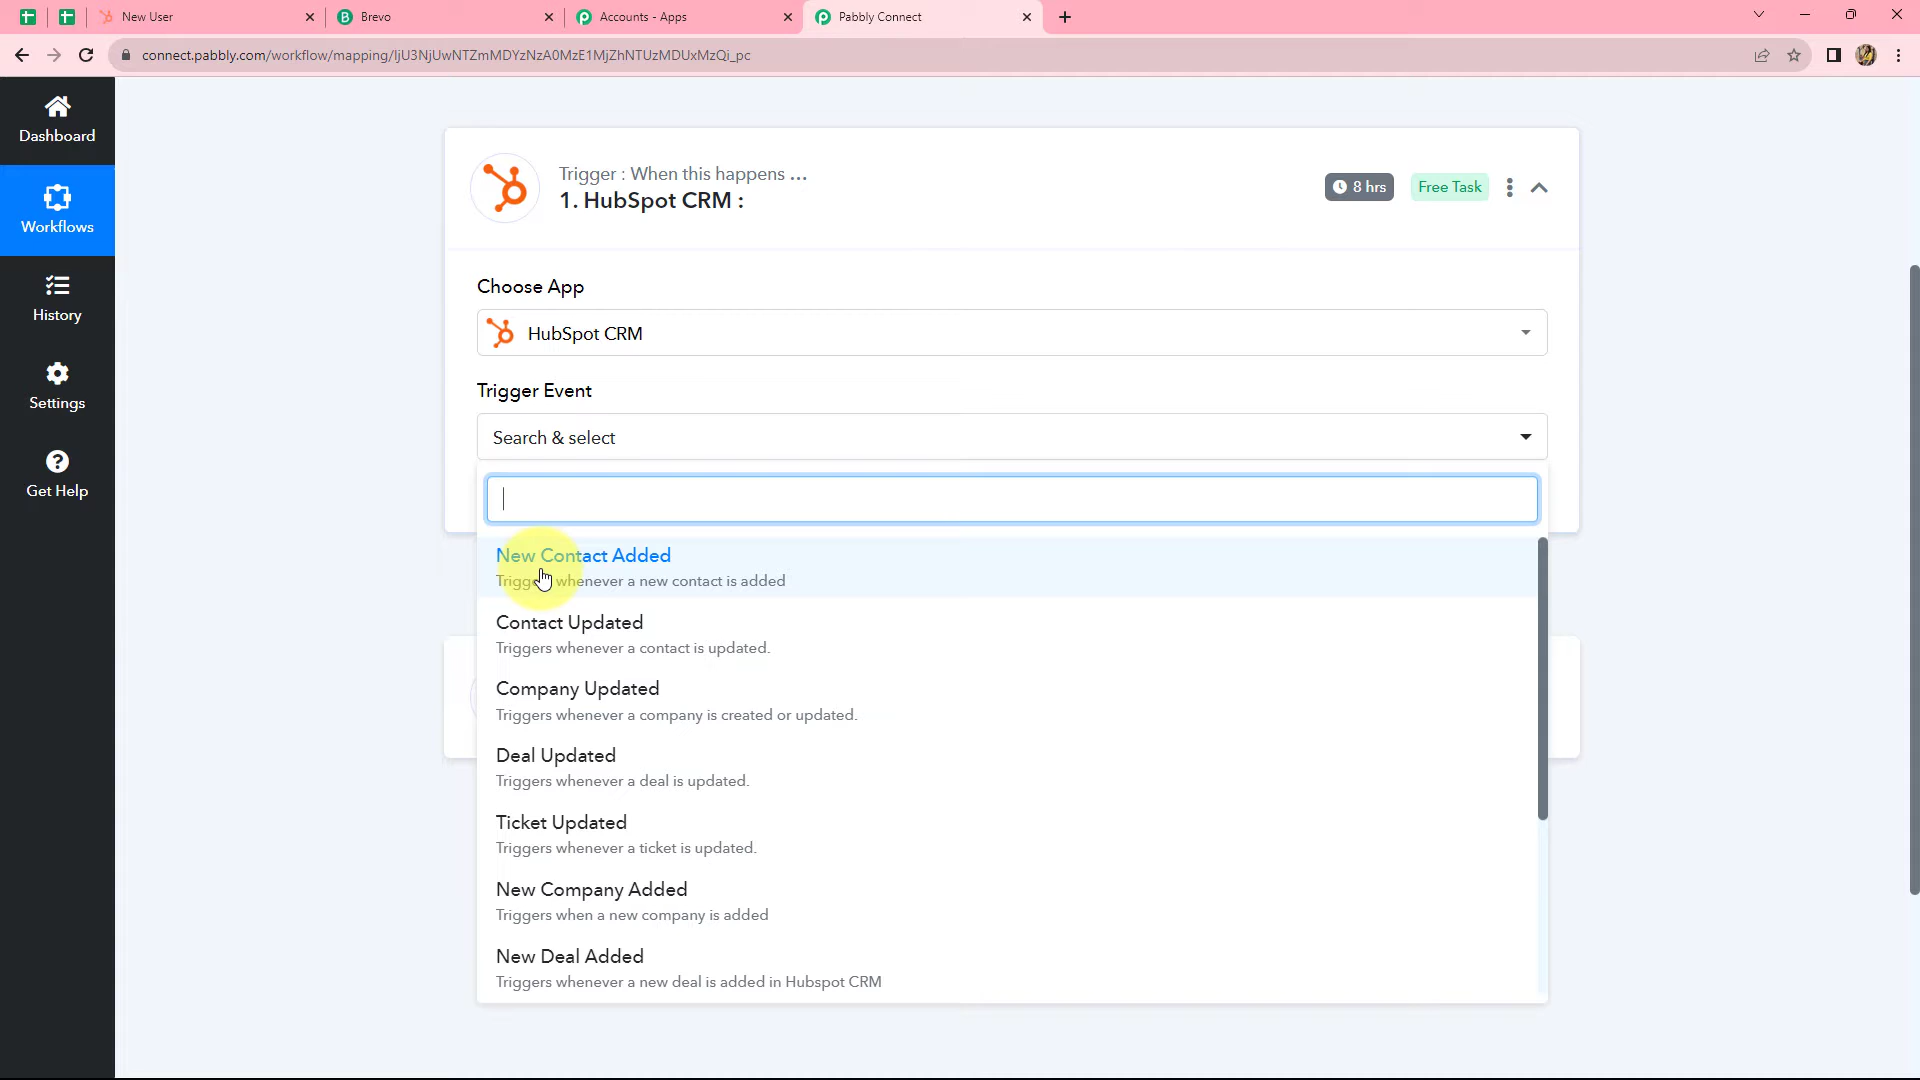 New User
Brevo
Accounts - Apps
Pabbly Connect
connect.pabbly.com/workflow/mapping/IjU3NjUwNTZmMDYzNzA0MzE1MjZhNTUzMDUxMzQi_pc
Dashboard
Workflows
History
Settings
Get Help
Trigger : When this happens ...
1. HubSpot CRM :
8 hrs
Free Task
Choose App
HubSpot CRM
Trigger Event
Search & select
New Contact Added
Triggers whenever a new contact is added
Contact Updated
Triggers whenever a contact is updated.
Company Updated
Triggers whenever a company is created or updated.
Deal Updated
Triggers whenever a deal is updated.
Ticket Updated
Triggers whenever a ticket is updated.
New Company Added
Triggers when a new company is added
New Deal Added
Triggers whenever a new deal is added in Hubspot CRM